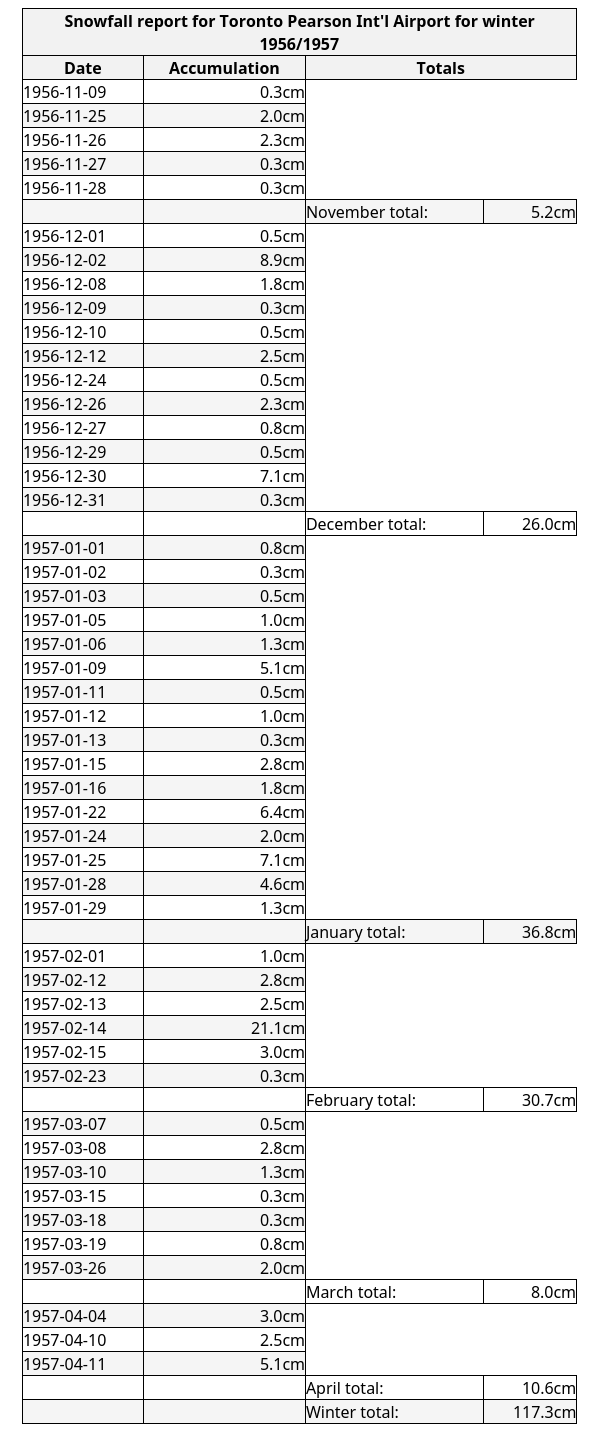 Snowfall report for Toronto Pearson Int'l Airport for winter
1956/1957
Date Accumulation Totals
1956-11-09 0.3cm
1956-11-25 2.0cm
1956-11-26 2.3cm
1956-11-27 0.3cm
1956-11-28 0.3cm
November total: 5.2cm
1956-12-01 0.5cm
1956-12-02 8.9cm
1956-12-08 1.8cm
1956-12-09 0.3cm
1956-12-10 0.5cm
1956-12-12 2.5cm
1956-12-24 0.5cm
1956-12-26 2.3cm
1956-12-27 0.8cm
1956-12-29 0.5cm
1956-12-30 7.1cm
1956-12-31 0.3cm
December total: 26.0cm
1957-01-01 0.8cm
1957-01-02 0.3cm
1957-01-03 0.5cm
1957-01-05 1.0cm
1957-01-06 1.3cm
1957-01-09 5.1cm
1957-01-11 0.5cm
1957-01-12 1.0cm
1957-01-13 0.3cm
1957-01-15 2.8cm
1957-01-16 1.8cm
1957-01-22 6.4cm
1957-01-24 2.0cm
1957-01-25 7.1cm
1957-01-28 4.6cm
1957-01-29 1.3cm
January total: 36.8cm
1957-02-01 1.0cm
1957-02-12 2.8cm
1957-02-13 2.5cm
1957-02-14 21.1cm
1957-02-15 3.0cm
1957-02-23 0.3cm
February total: 30.7cm
1957-03-07 0.5cm
1957-03-08 2.8cm
1957-03-10 1.3cm
1957-03-15 0.3cm
1957-03-18 0.3cm
1957-03-19 0.8cm
1957-03-26 2.0cm
March total: 8.0cm
1957-04-04 3.0cm
1957-04-10 2.5cm
1957-04-11 5.1cm
April total: 10.6cm
Winter total: 117.3cm